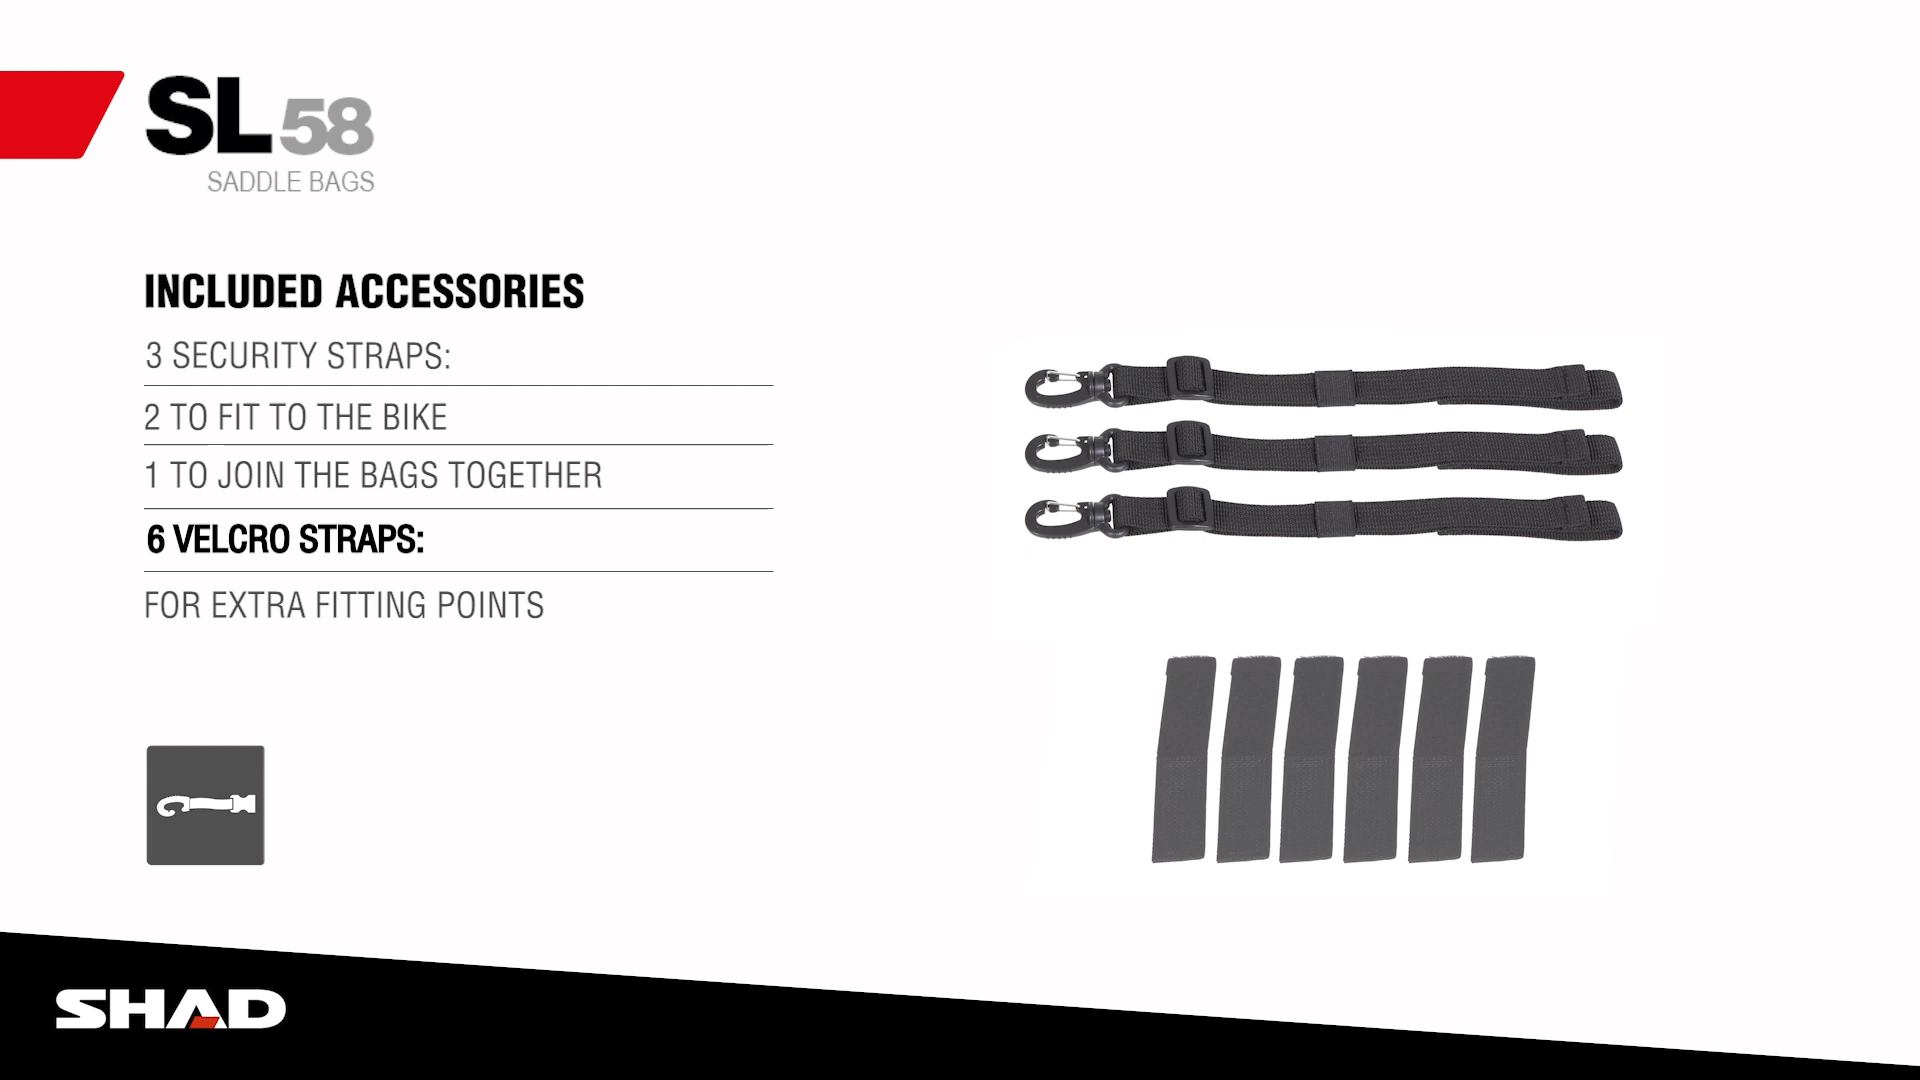 SL58
SADDLE BAGS
INCLUDED ACCESSORIES
3 SECURITY STRAPS:
2 TO FIT TO THE BIKE
1 TO JOIN THE BAGS TOGETHER
6 VELCRO STRAPS:
FOR EXTRA FITTING POINTS
SHAD